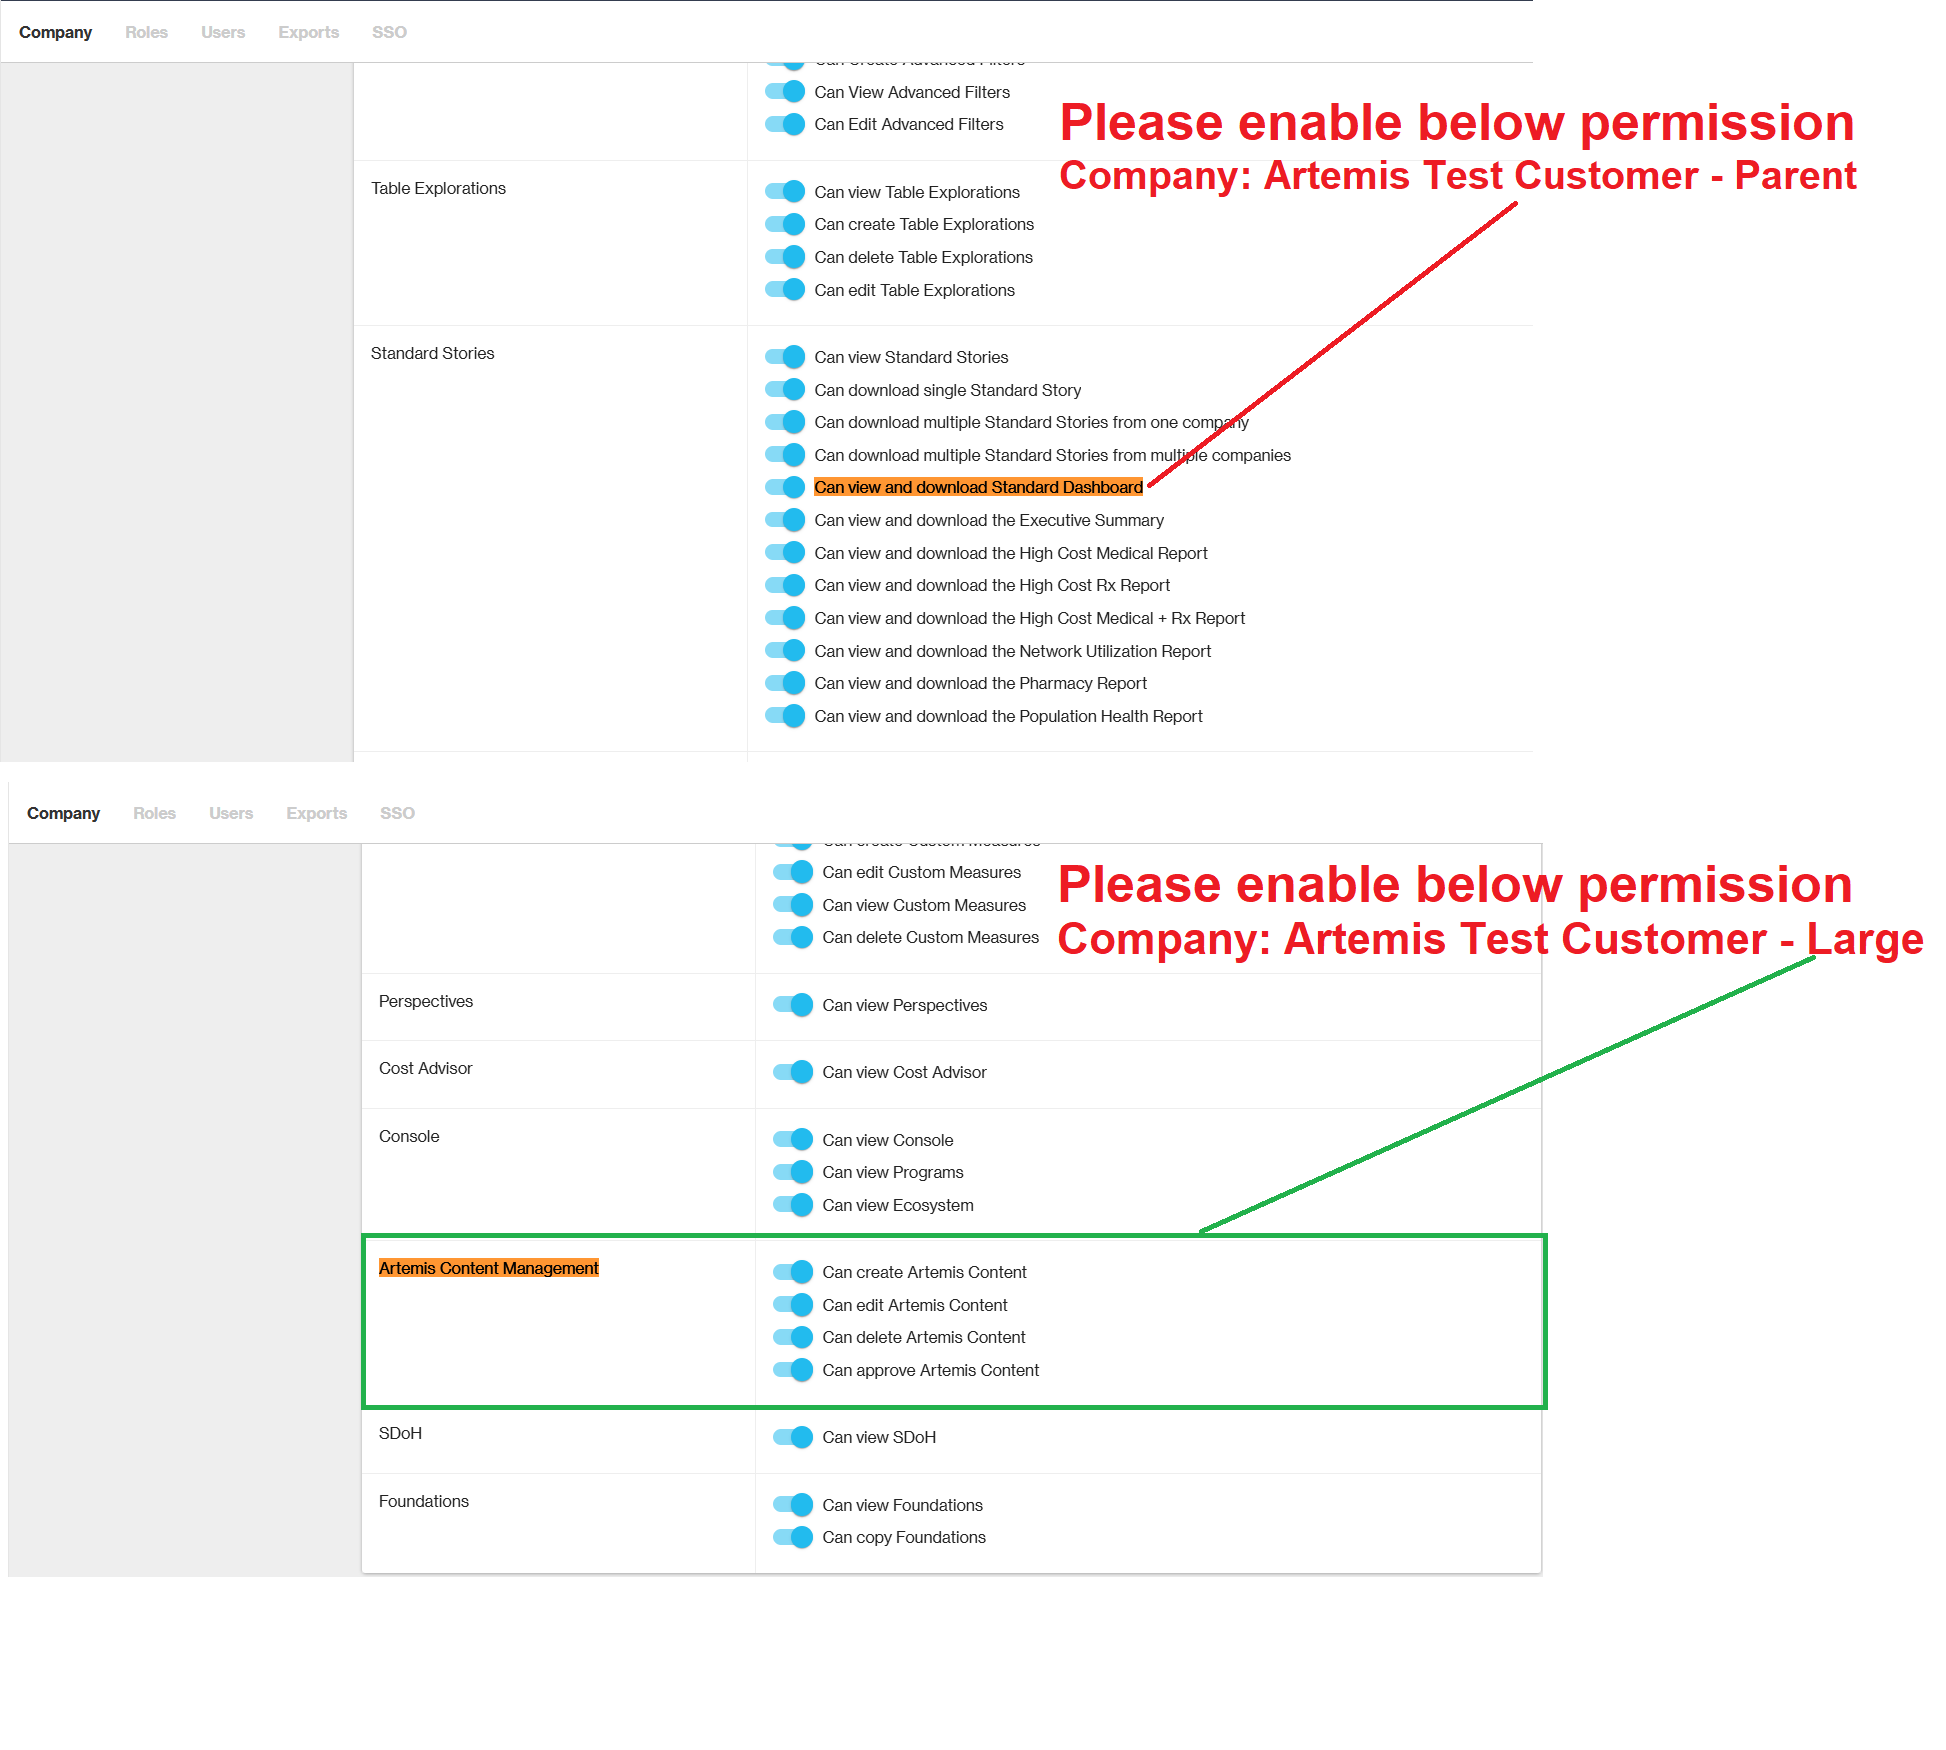 Company Roles Users Exports SSO
Can Create Advanced Filters
Can View Advanced Filters
Can Edit Advanced Filters
Please enable below permission
Company: Artemis Test Customer - Parent
Table Explorations
Can view Table Explorations
Can create Table Explorations
Can delete Table Explorations
Can edit Table Explorations
Standard Stories
Can view Standard Stories
Can download single Standard Story
Can download multiple Standard Stories from one company
Can download multiple Standard Stories from multiple companies
Can view and download Standard Dashboard
Can view and download the Executive Summary
Can view and download the High Cost Medical Report
Can view and download the High Cost Rx Report
Can view and download the High Cost Medical + Rx Report
Can view and download the Network Utilization Report
Can view and download the Pharmacy Report
Can view and download the Population Health Report
Company Roles Users Exports SSO
Can create Custom Measures
Can edit Custom Measures
Can view Custom Measures
Can delete Custom Measures
Please enable below permission
Company: Artemis Test Customer - Large
Perspectives
Can view Perspectives
Cost Advisor
Can view Cost Advisor
Console
Can view Console
Can view Programs
Can view Ecosystem
Artemis Content Management
Can create Artemis Content
Can edit Artemis Content
Can delete Artemis Content
Can approve Artemis Content
SDoH
Can view SDoH
Foundations
Can view Foundations
Can copy Foundations